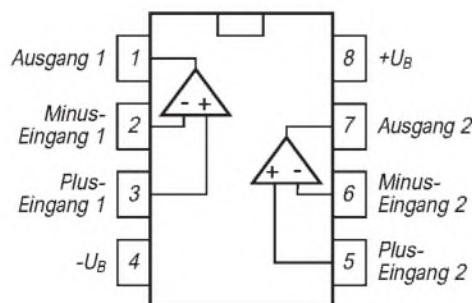 Ausgang 1
1
8
+UB
Minus-
Eingang 1
2
- +
7
Ausgang 2
Plus-
Eingang 1
3
+ -
6
Minus-
Eingang 2
-UB
4
5
Plus-
Eingang 2